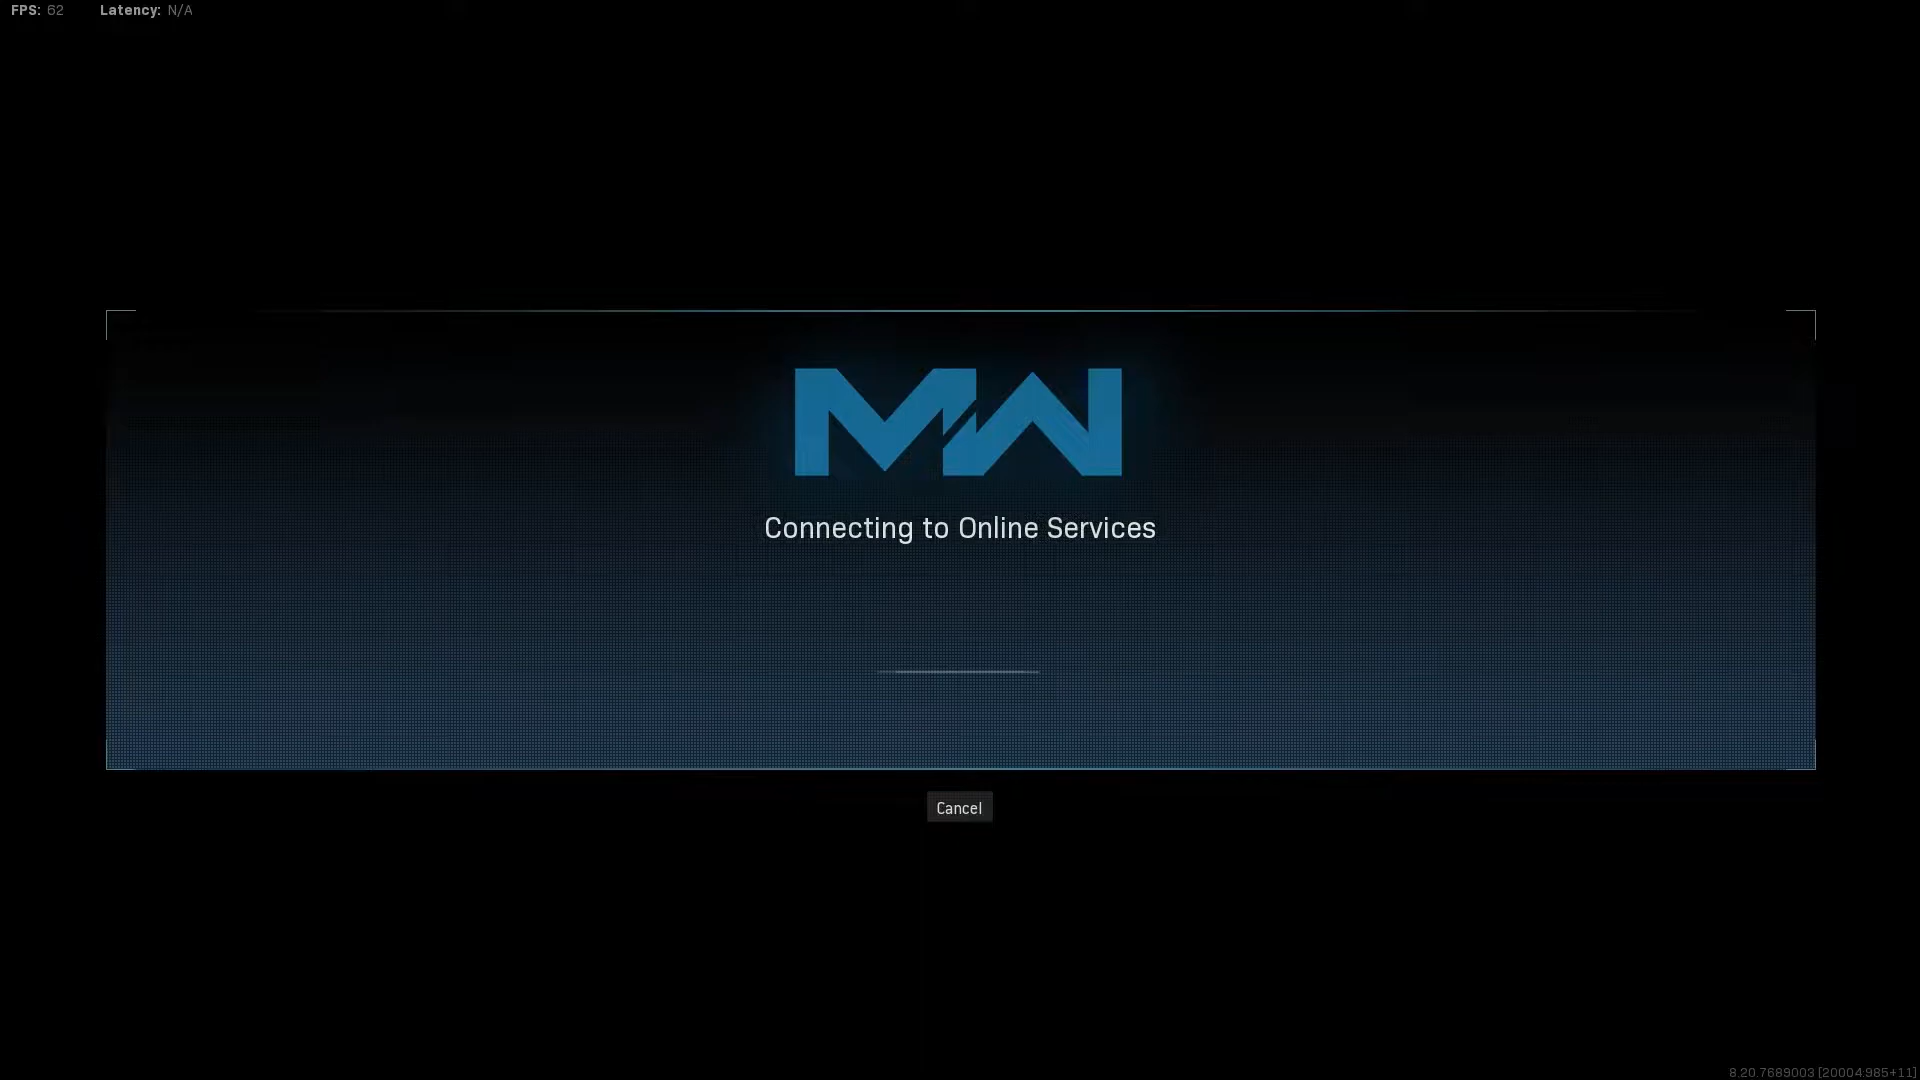 FPS: 62 Latency: N/A
MW
Connecting to Online Services
Cancel
8.20.7689003 [20004:985+11]